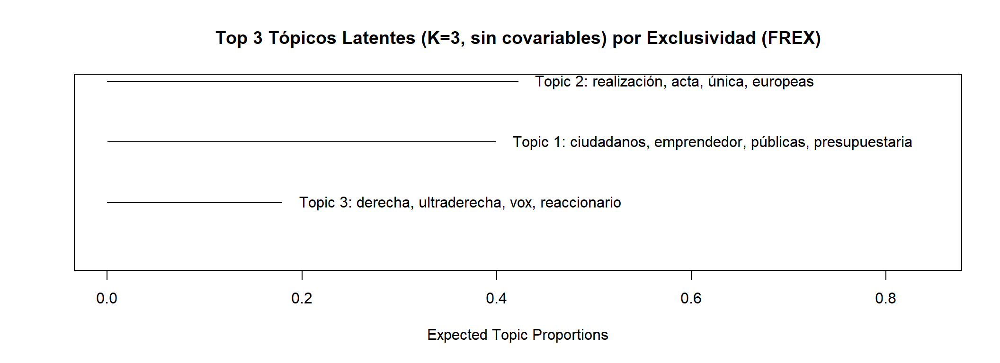 Top 3 Tópicos Latentes (K=3, sin covariables) por Exclusividad (FREX)
Topic 2: realización, acta, única, europeas
Topic 1: ciudadanos, emprendedor, públicas, presupuestaria
Topic 3: derecha, ultraderecha, vox, reaccionario
0.0 0.2 0.4 0.6 0.8
Expected Topic Proportions